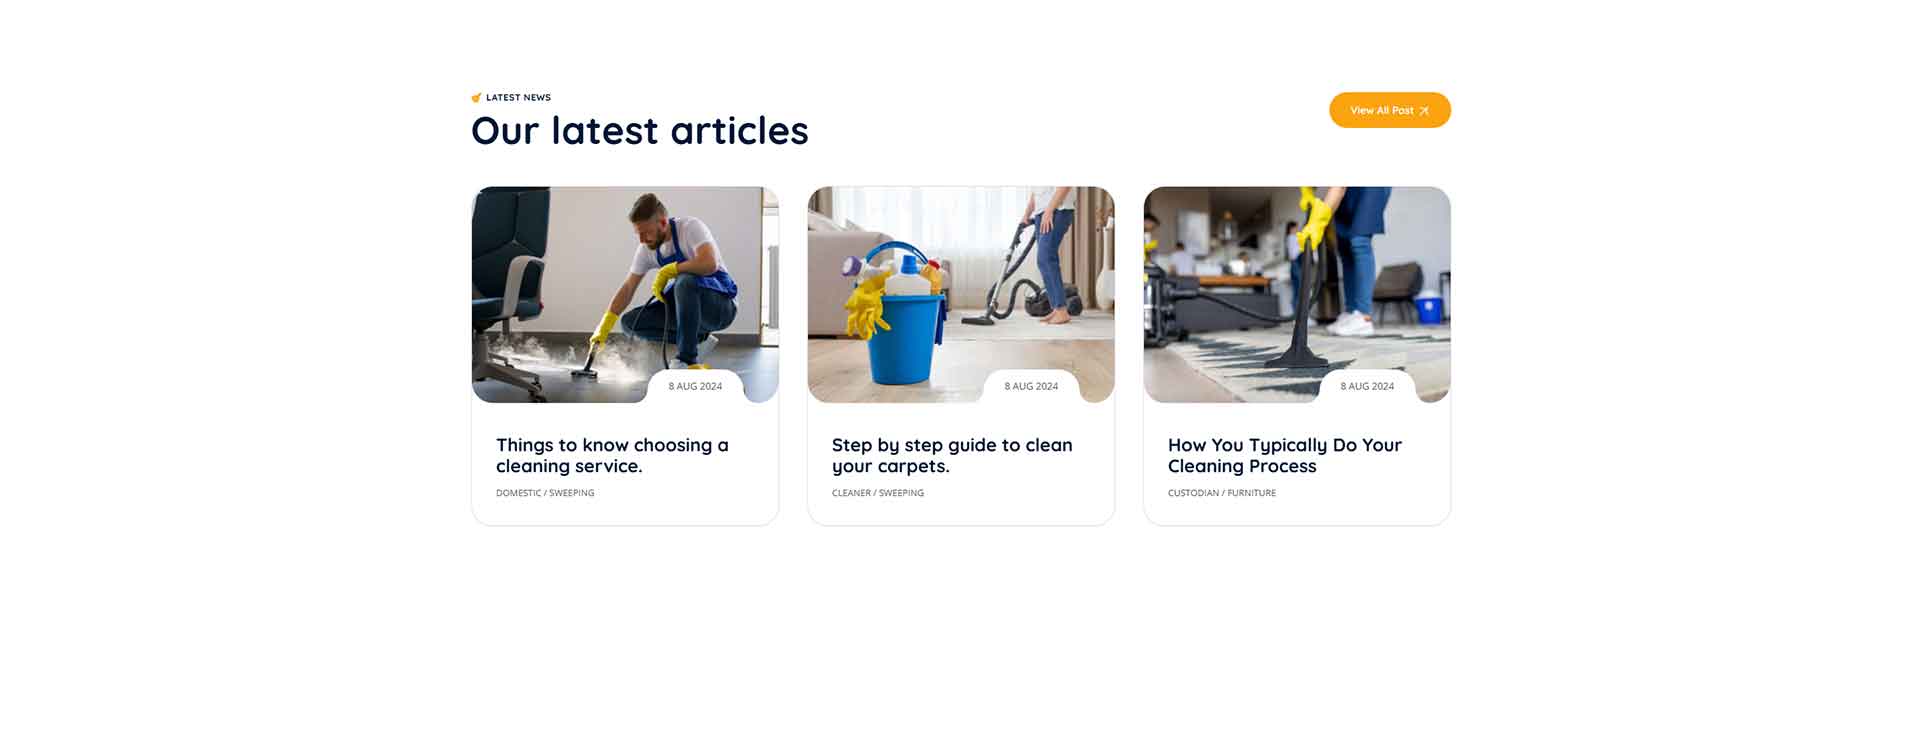 LATEST NEWS
Our latest articles
View All Post
8 AUG 2024
Things to know choosing a
cleaning service.
DOMESTIC / SWEEPING
8 AUG 2024
Step by step guide to clean
your carpets.
CLEANER / SWEEPING
8 AUG 2024
How You Typically Do Your
Cleaning Process
CUSTODIAN / FURNITURE